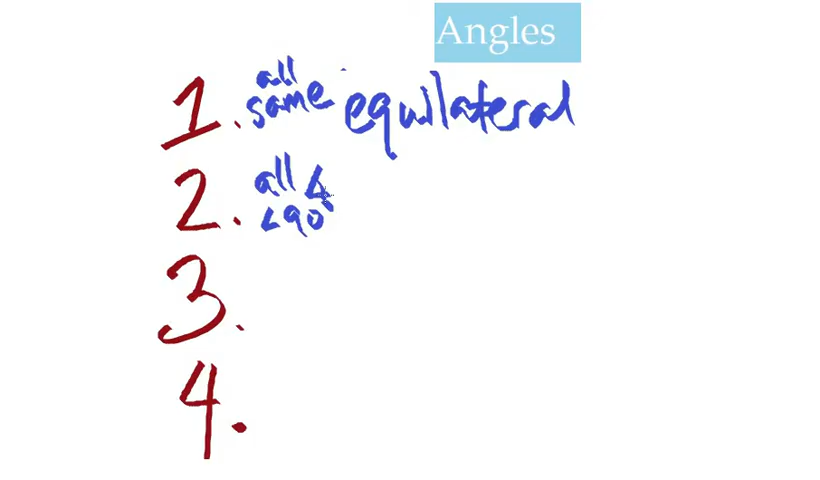 Angles
1. all same equilateral
2. all ∠
<90°
3.
4.